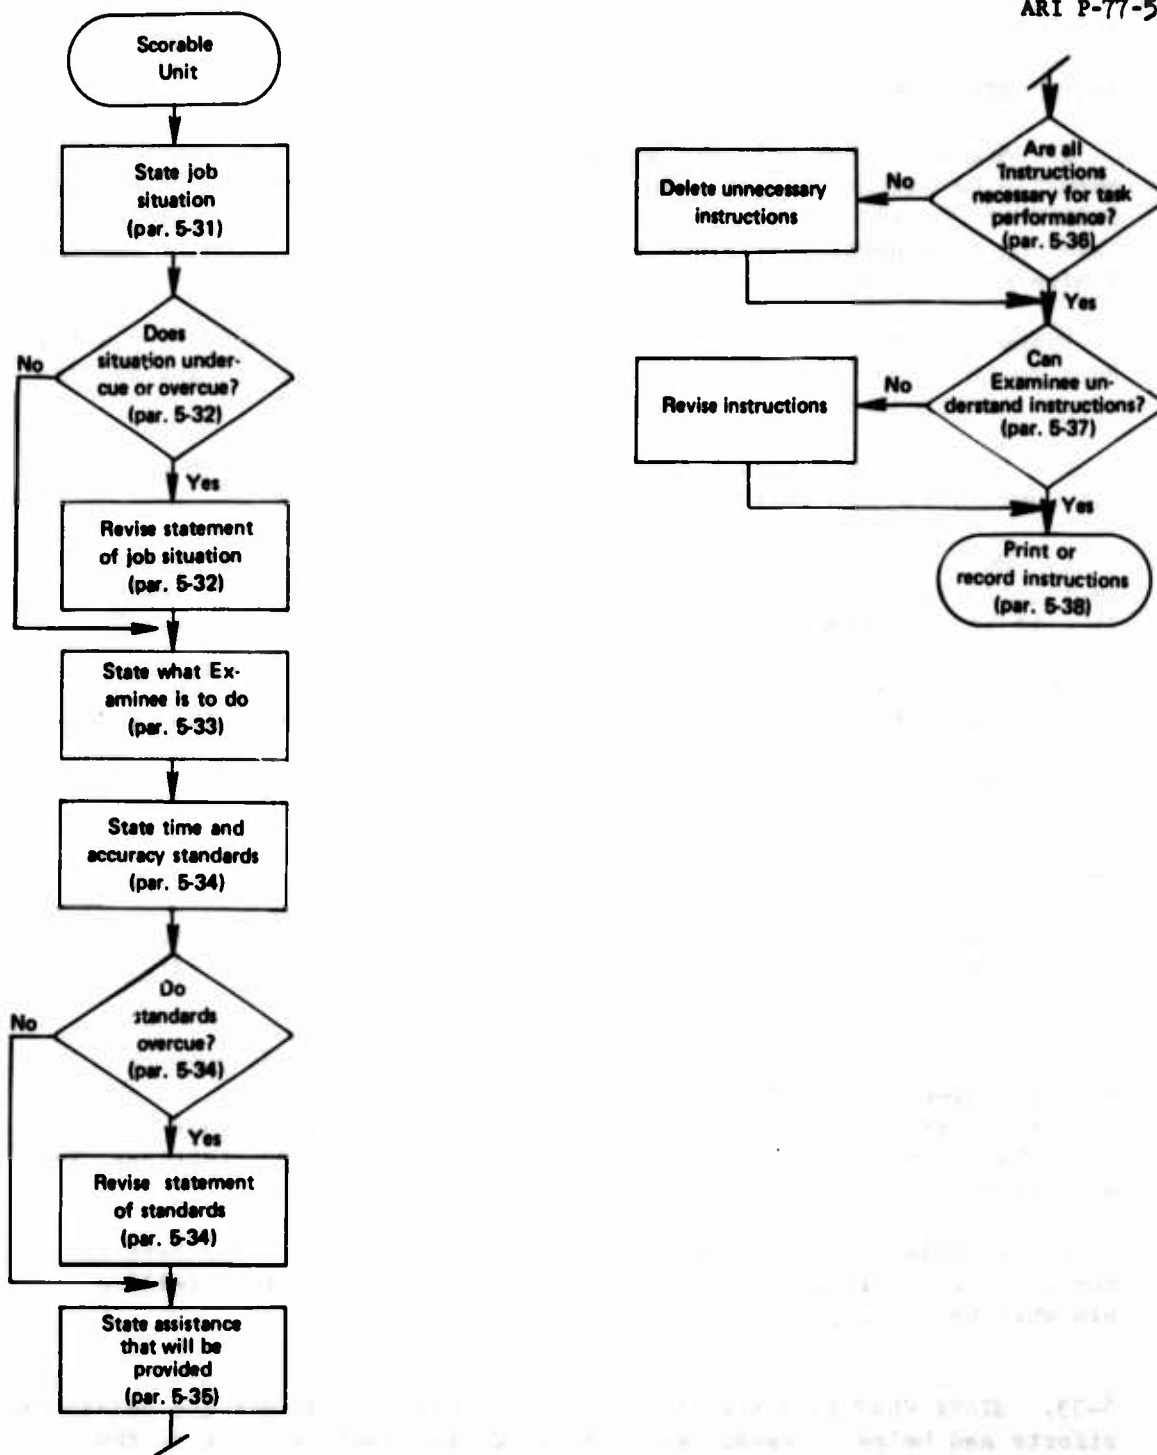 ARI P-77-5
Scorable
Unit
State job
situation
(par. 5-31)
Does
situation under-
cue or overcue?
(par. 5-32)
No
Yes
Revise statement
of job situation
(par. 5-32)
State what Ex-
aminee is to do
(par. 5-33)
State time and
accuracy standards
(par. 5-34)
Do
standards
overcue?
(par. 5-34)
No
Yes
Revise statement
of standards
(par. 5-34)
State assistance
that will be
provided
(par. 5-35)
Are all
Instructions
necessary for task
performance?
(par. 5-36)
No
Delete unnecessary
instructions
Yes
Can
Examinee un-
derstand instructions?
(par. 5-37)
No
Revise instructions
Yes
Print or
record instructions
(par. 5-38)